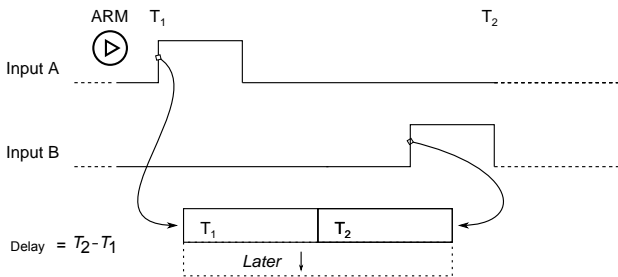 ARM T1 T2
Input A
Input B
T1 T2
Delay = T2-T1
Later